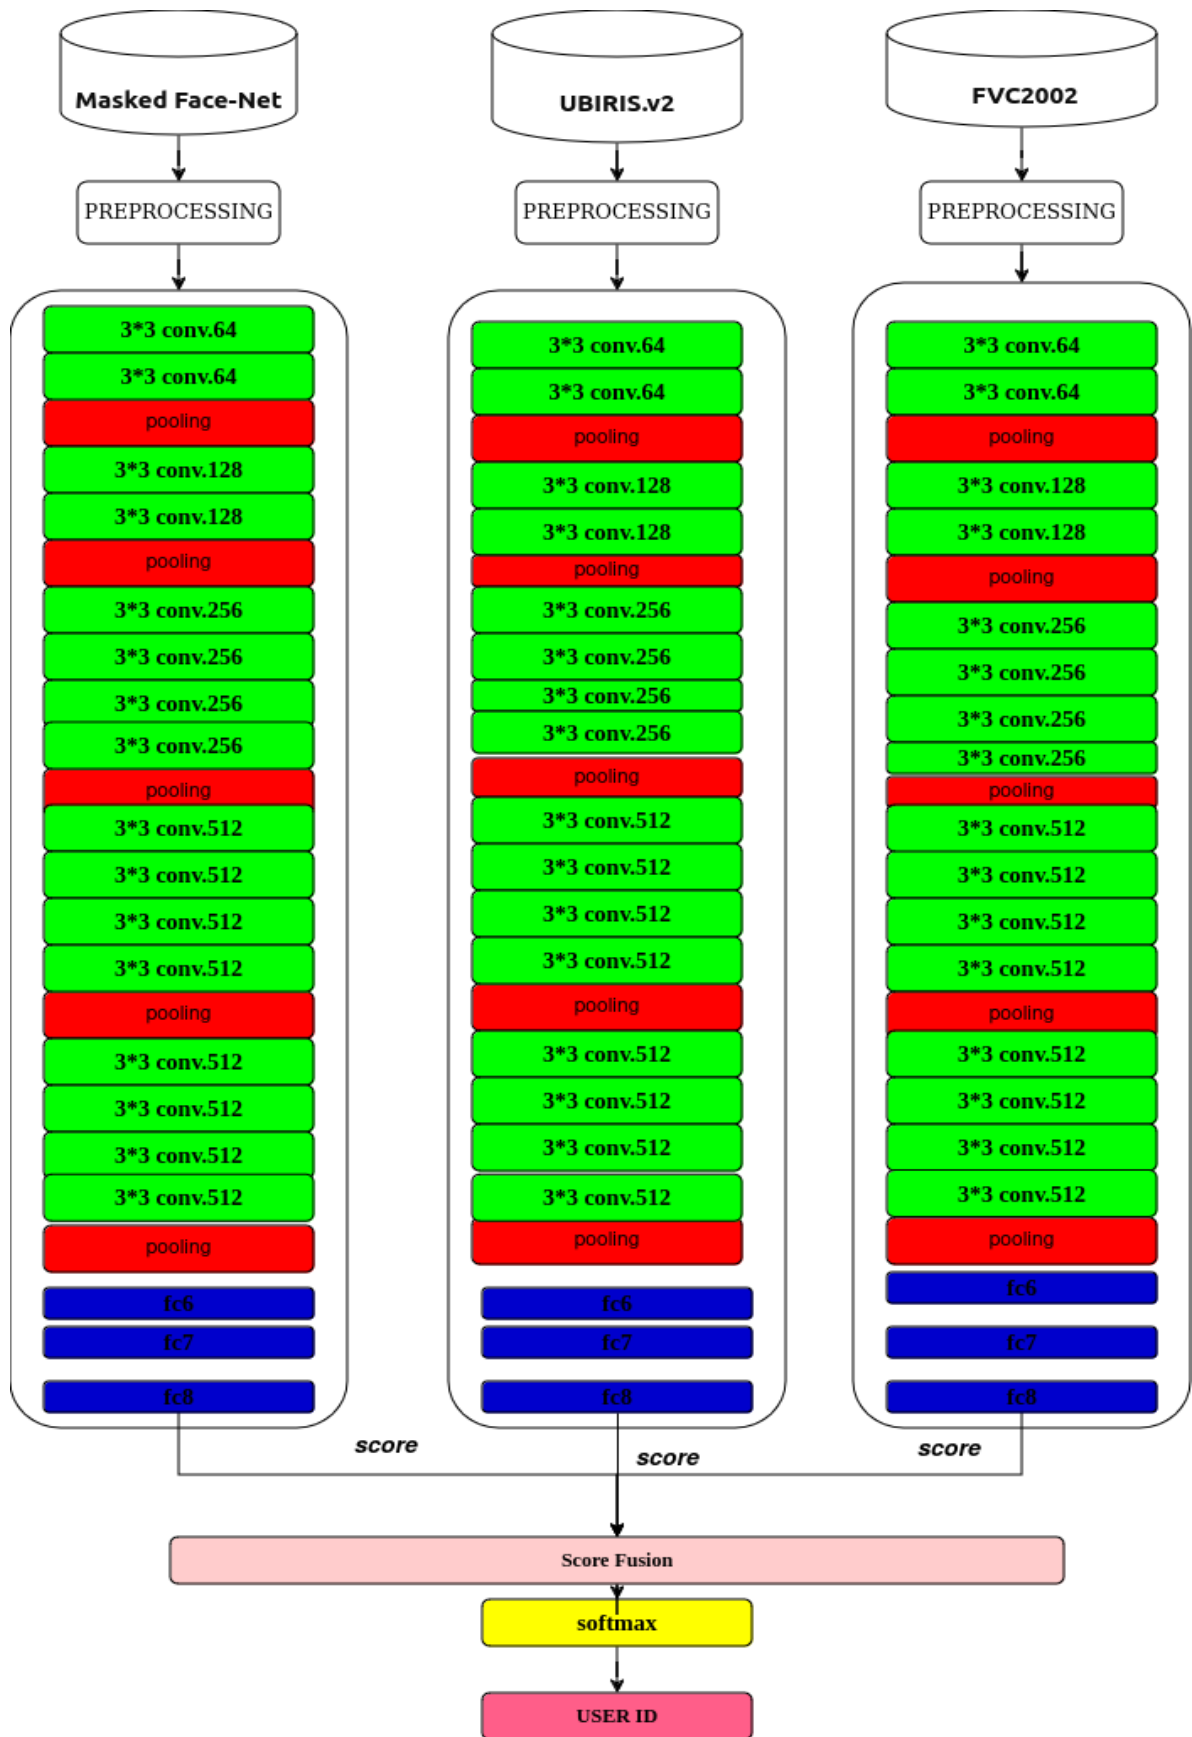 Masked Face-Net
UBIRIS.v2
FVC2002
PREPROCESSING
PREPROCESSING
PREPROCESSING
3*3 conv.64
3*3 conv.64
pooling
3*3 conv.128
3*3 conv.128
pooling
3*3 conv.256
3*3 conv.256
3*3 conv.256
3*3 conv.256
pooling
3*3 conv.512
3*3 conv.512
3*3 conv.512
3*3 conv.512
pooling
3*3 conv.512
3*3 conv.512
3*3 conv.512
3*3 conv.512
pooling
fc6
fc7
fc8
3*3 conv.64
3*3 conv.64
pooling
3*3 conv.128
3*3 conv.128
pooling
3*3 conv.256
3*3 conv.256
3*3 conv.256
3*3 conv.256
pooling
3*3 conv.512
3*3 conv.512
3*3 conv.512
3*3 conv.512
pooling
3*3 conv.512
3*3 conv.512
3*3 conv.512
3*3 conv.512
pooling
fc6
fc7
fc8
3*3 conv.64
3*3 conv.64
pooling
3*3 conv.128
3*3 conv.128
pooling
3*3 conv.256
3*3 conv.256
3*3 conv.256
3*3 conv.256
pooling
3*3 conv.512
3*3 conv.512
3*3 conv.512
3*3 conv.512
pooling
3*3 conv.512
3*3 conv.512
3*3 conv.512
3*3 conv.512
pooling
fc6
fc7
fc8
score
score
score
Score Fusion
softmax
USER ID